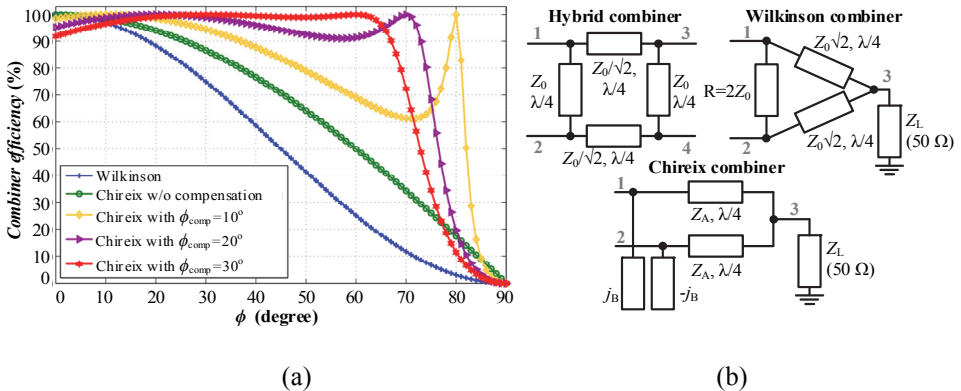 Combiner efficiency (%)
100
90
80
70
60
50
40
30
20
10
0
Wilkinson
Chireix w/o compensation
Chireix with ϕcomp=10°
Chireix with ϕcomp=20°
Chireix with ϕcomp=30°
0 10 20 30 40 50 60 70 80 90
ϕ (degree)
(a)
Hybrid combiner
1
3
Z0/√2,
λ/4
Z0
λ/4
Z0
λ/4
2
4
Z0/√2, λ/4
Wilkinson combiner
1
Z0√2, λ/4
3
R=2Z0
2
Z0√2, λ/4
ZL
(50 Ω)
Chireix combiner
1
ZA, λ/4
3
2
ZA, λ/4
ZL
(50 Ω)
jB
-jB
(b)